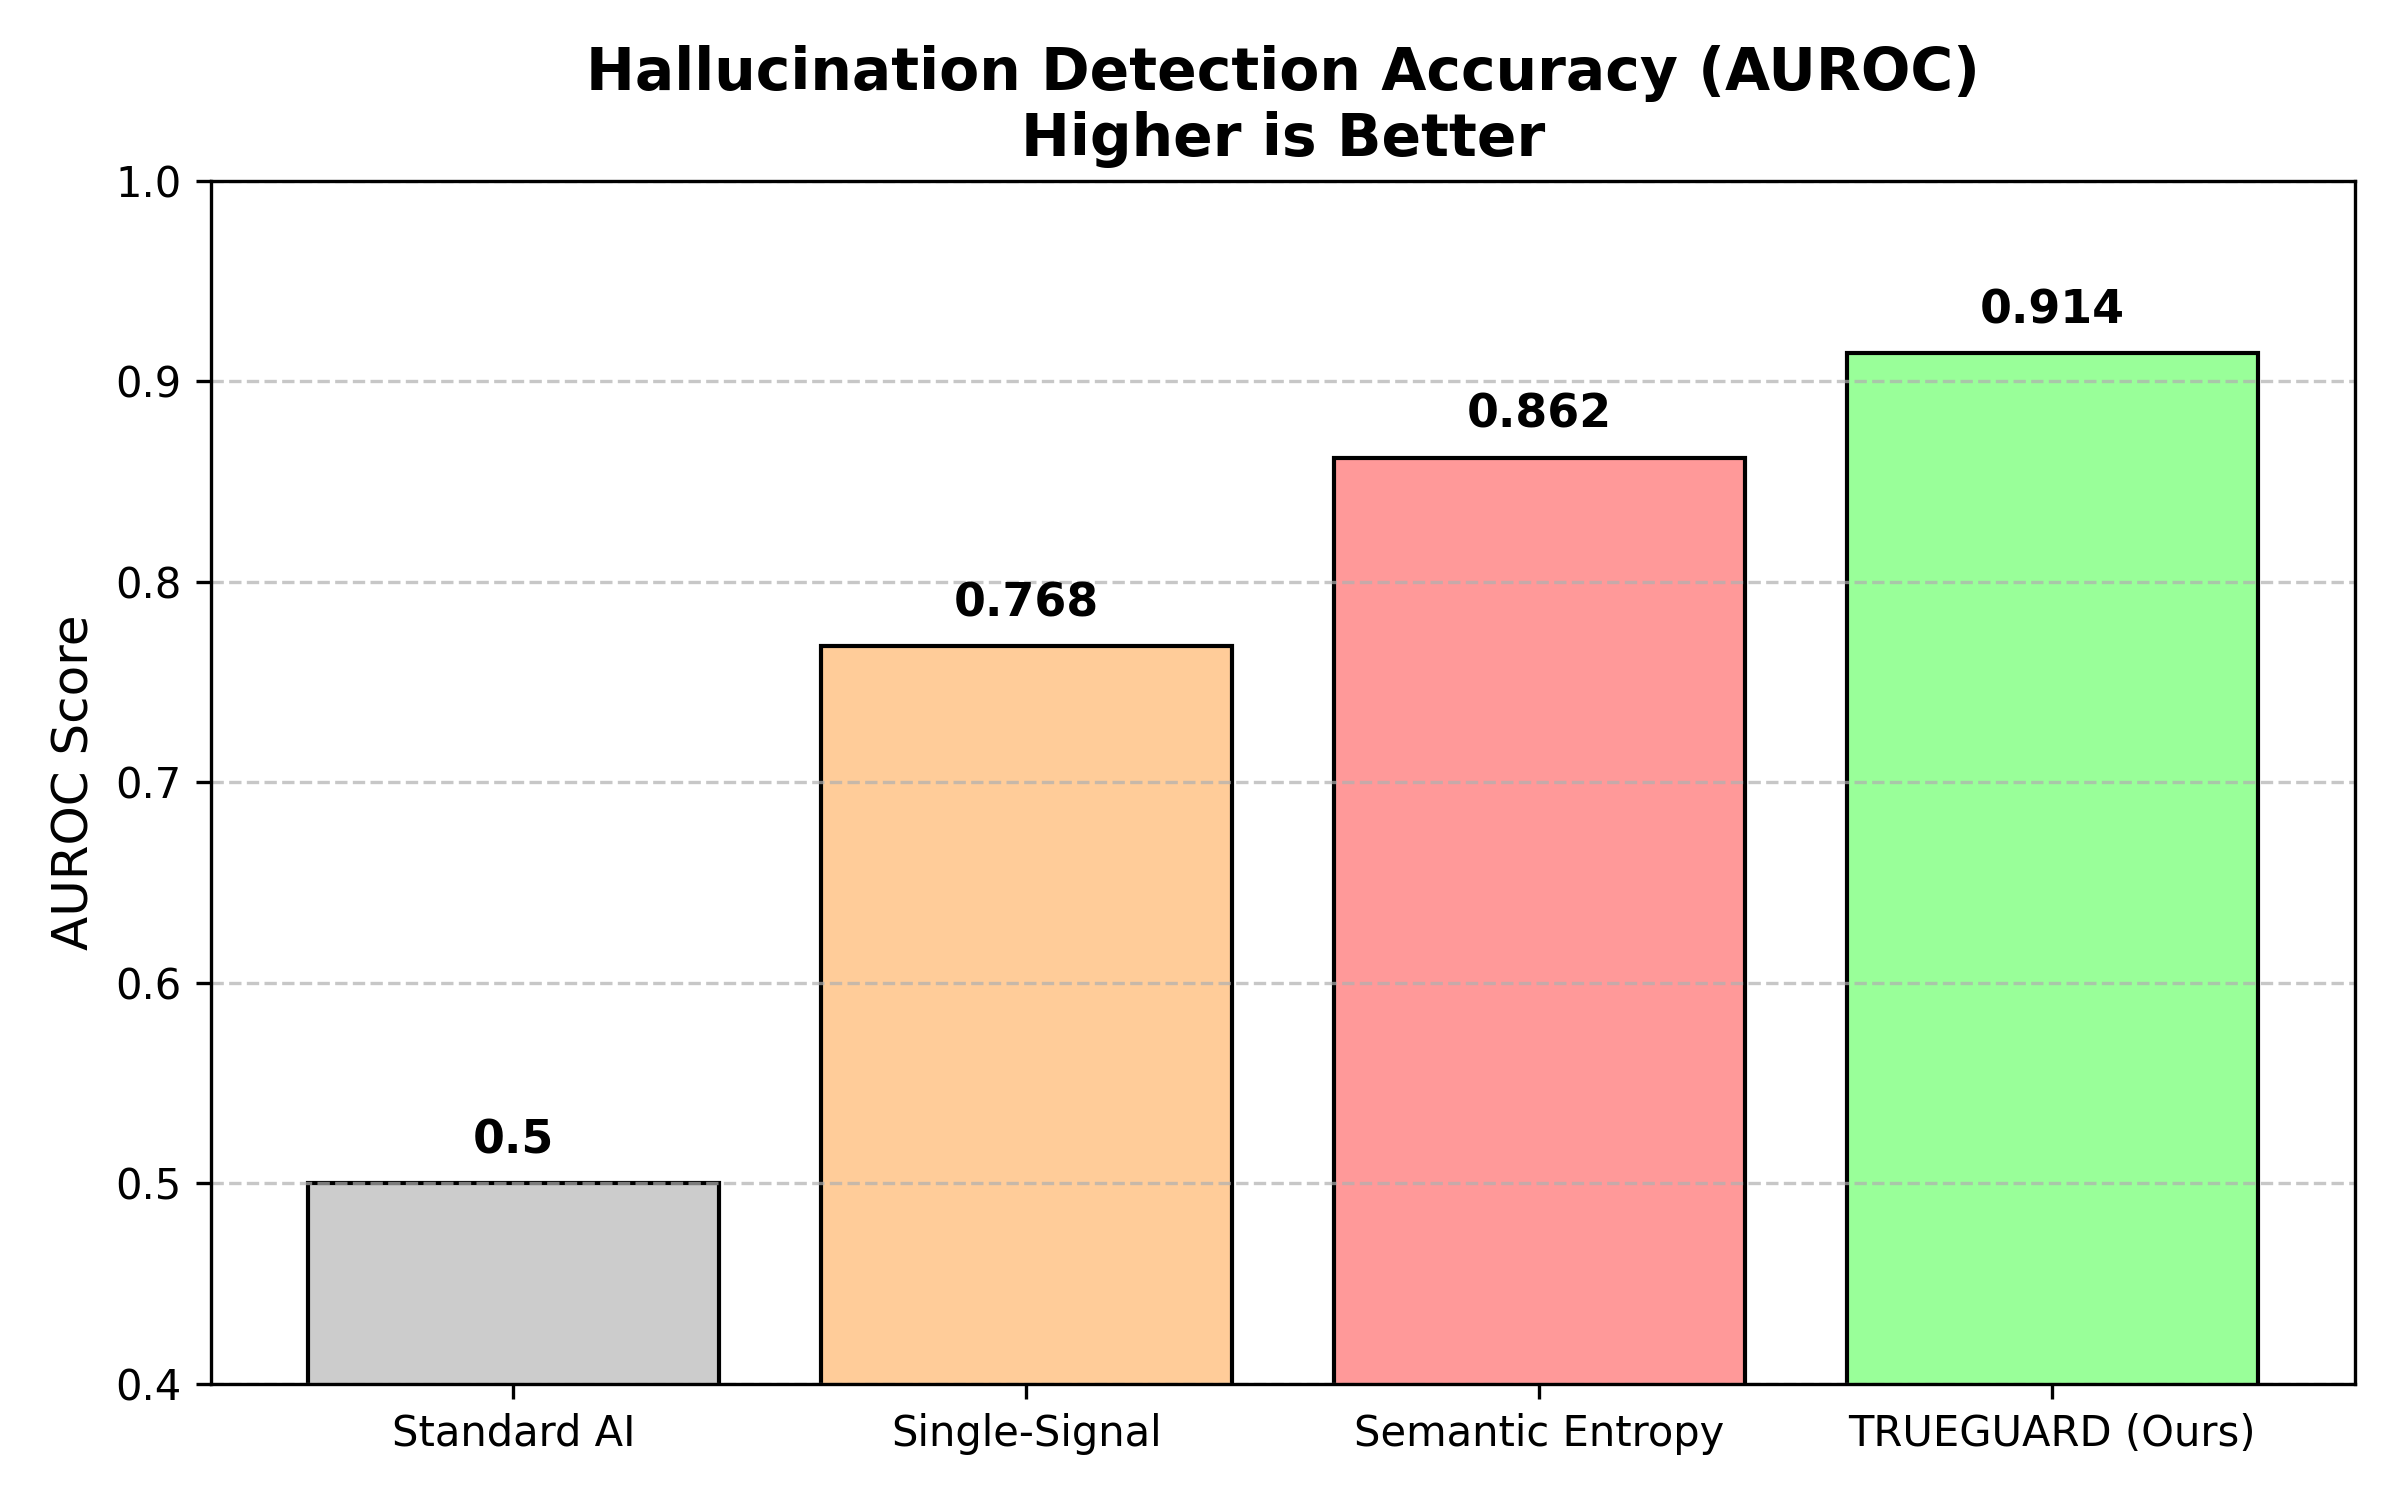 Hallucination Detection Accuracy (AUROC)
Higher is Better
AUROC Score
1.0
0.9
0.8
0.7
0.6
0.5
0.4
0.5
0.768
0.862
0.914
Standard AI
Single-Signal
Semantic Entropy
TRUEGUARD (Ours)